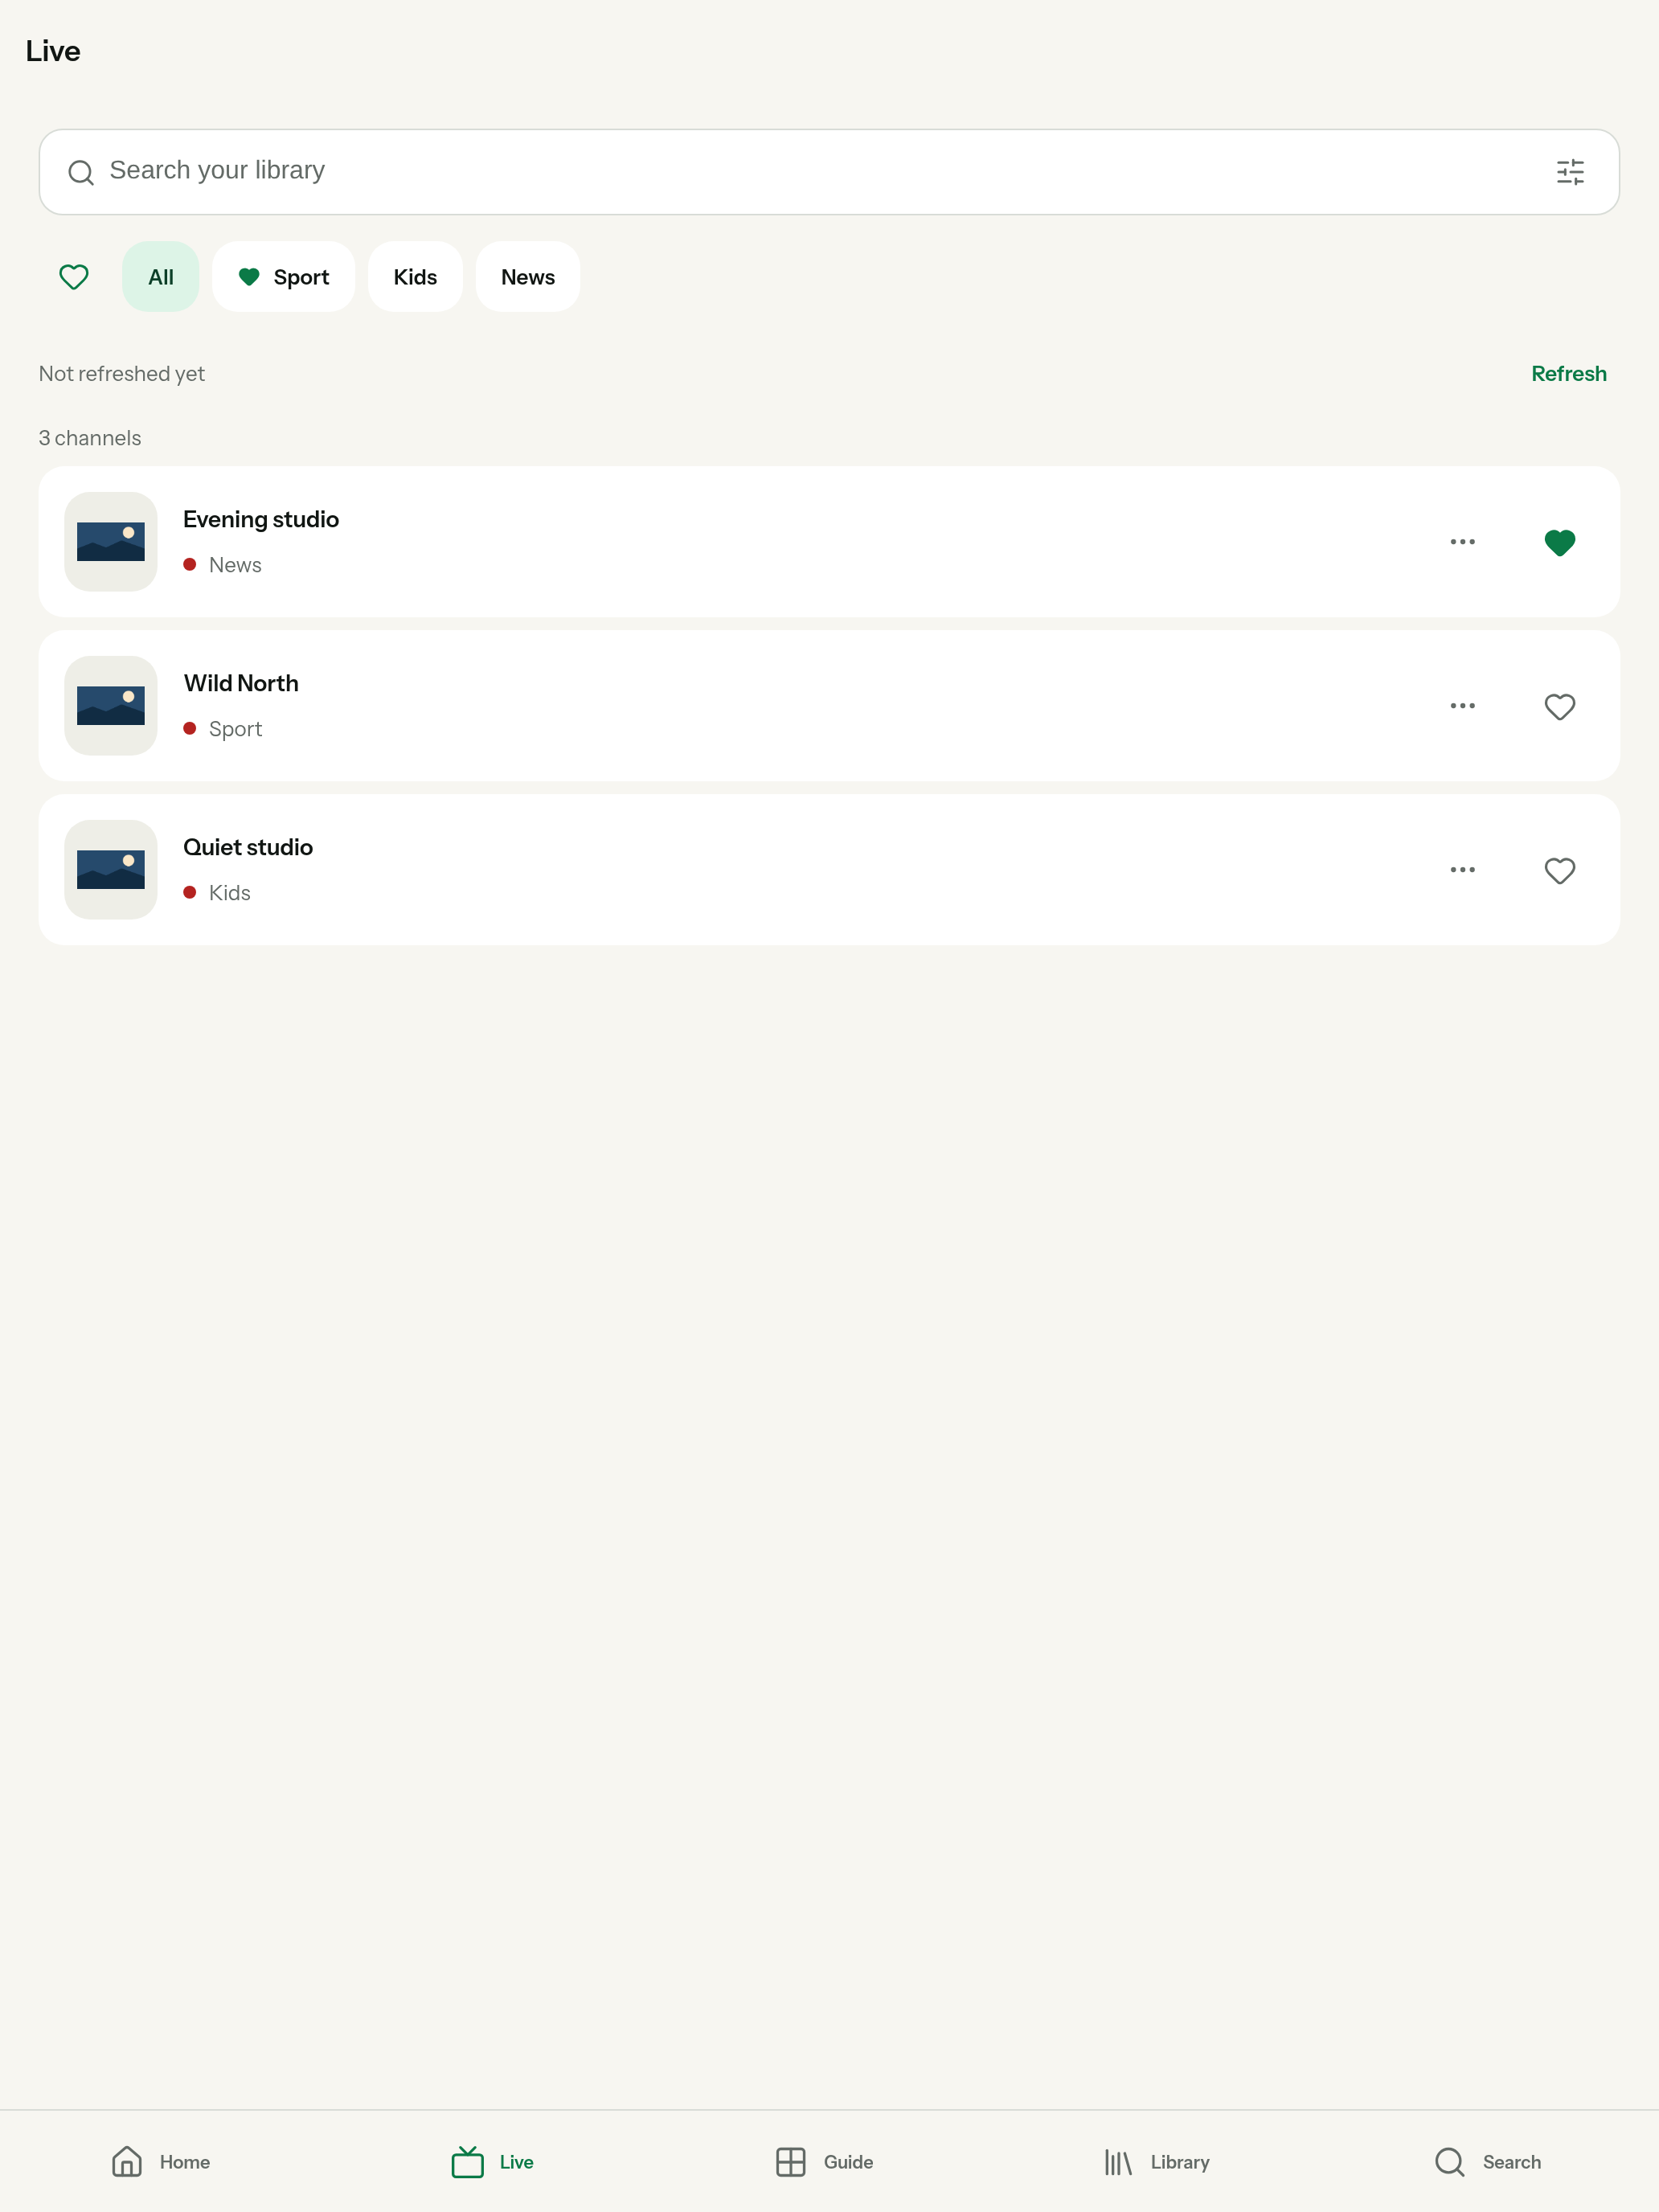 Live
Search your library
All
Sport
Kids
News
Not refreshed yet
Refresh
3 channels
Evening studio
News
Wild North
Sport
Quiet studio
Kids
Home
Live
Guide
Library
Search